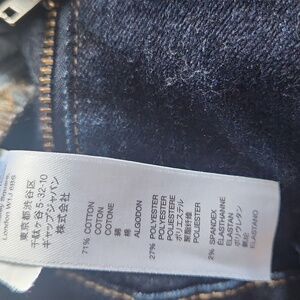 London W1J
東京都渋谷区
千駄ヶ谷5-32-10
ギャップジャパン
株式会社
71% COTTON
COTON
COTONE
綿
棉
ALGODON
27% POLYESTER
POLYESTER
POLIESTERE
ポリエステル
聚酯纤维
POLIESTER
2% SPANDEX
ÉLASTHANNE
ELASTAN
ポリウレタン
氨纶
ELASTANO